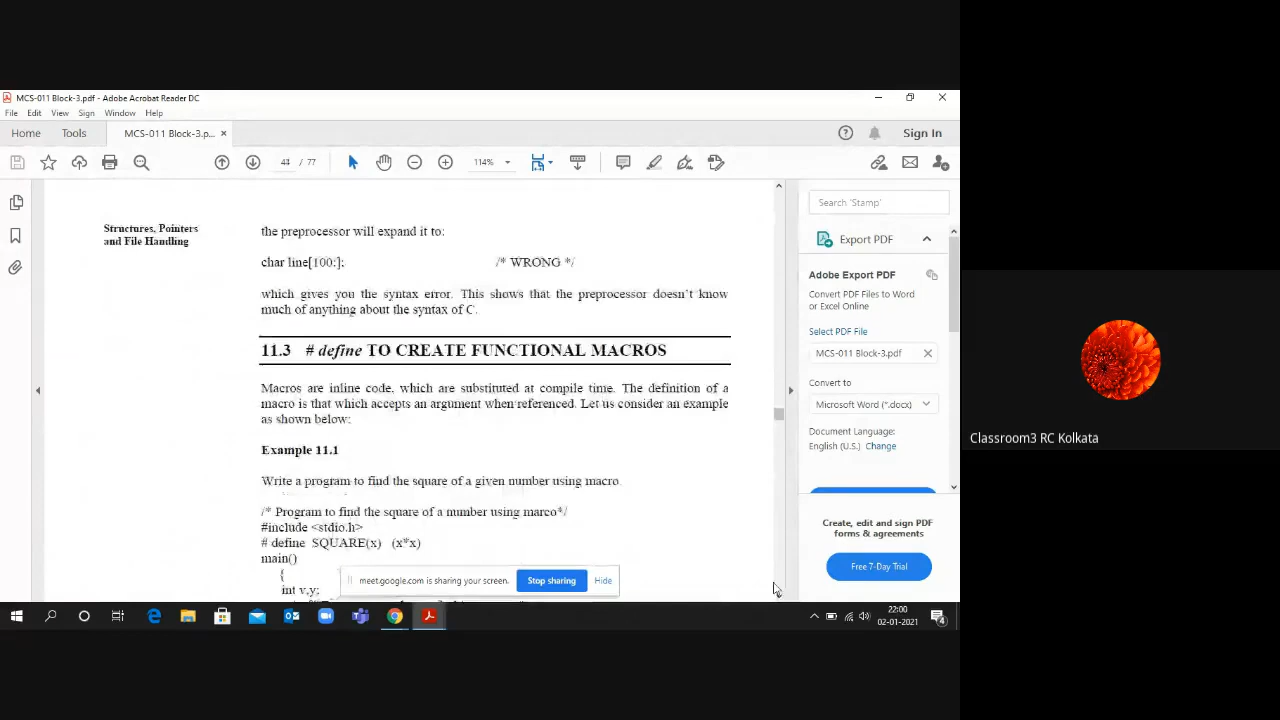 MCS-011 Block-3.pdf - Adobe Acrobat Reader DC
File Edit View Sign Window Help
Home Tools MCS-011 Block-3.p... × Sign In
44 / 77 114%
Structures, Pointers
and File Handling
the preprocessor will expand it to:
char line[100;]; /* WRONG */
which gives you the syntax error. This shows that the preprocessor doesn't know
much of anything about the syntax of C.
11.3 # define TO CREATE FUNCTIONAL MACROS
Macros are inline code, which are substituted at compile time. The definition of a
macro is that which accepts an argument when referenced. Let us consider an example
as shown below:
Example 11.1
Write a program to find the square of a given number using macro.
/* Program to find the square of a number using marco*/
#include <stdio.h>
# define SQUARE(x) (x*x)
main()
{
int v,y;
meet.google.com is sharing your screen. Stop sharing Hide
Search 'Stamp'
Export PDF
Adobe Export PDF
Convert PDF Files to Word
or Excel Online
Select PDF File
MCS-011 Block-3.pdf
Convert to
Microsoft Word (*.docx)
Document Language:
English (U.S.) Change
Create, edit and sign PDF
forms & agreements
Free 7-Day Trial
22:00
02-01-2021
4
Classroom3 RC Kolkata